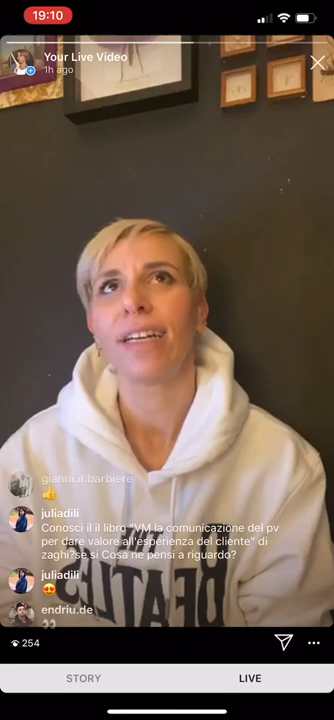 19:10
Your Live Video
1h ago
gianni.il.barbiere
👍
juliadili
Conosci il il libro "VM la comunicazione del pv
per dare valore all'esperienza del cliente" di
zaghi?se si Cosa ne pensi a riguardo?
juliadili
😍
endriu.de
👀
BEATLES
254
STORY
LIVE